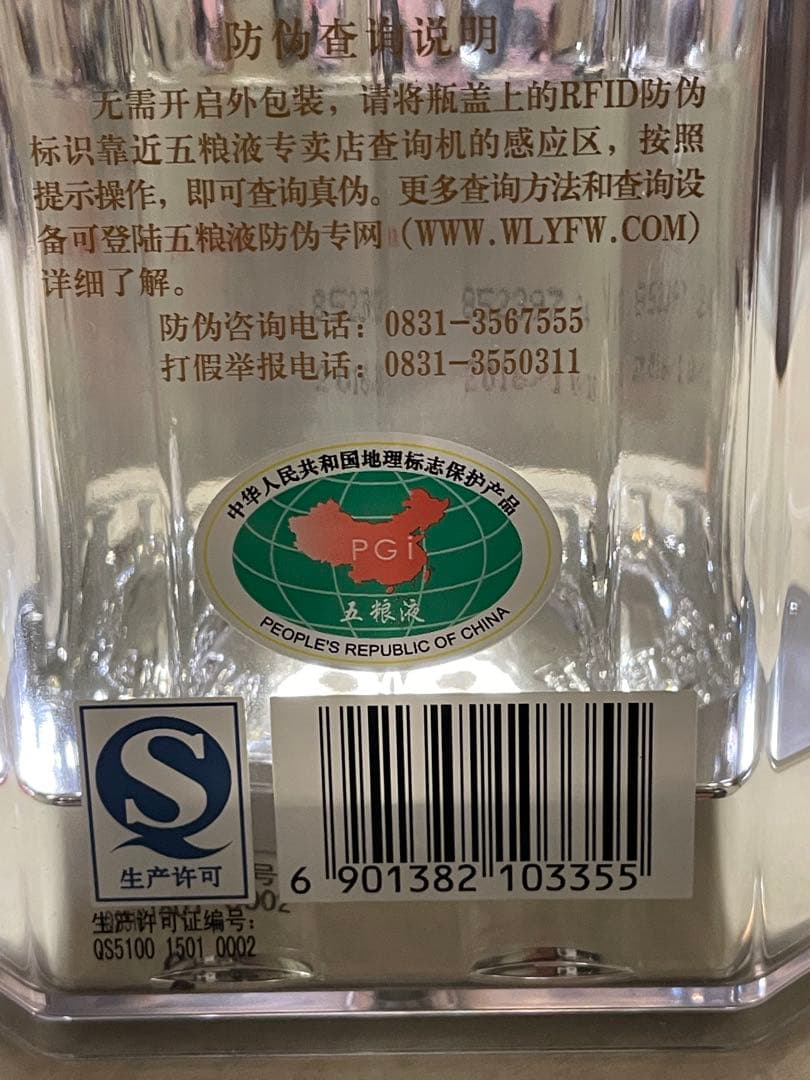 防伪查询说明
无需开启外包装，请将瓶盖上的RFID防伪
标识靠近五粮液专卖店查询机的感应区，按照
提示操作，即可查询真伪。更多查询方法和查询设
备可登陆五粮液防伪专网（WWW.WLYFW.COM）
详细了解。
防伪咨询电话：0831-3567555
打假举报电话：0831-3550311
中华人民共和国地理标志保护产品
PGI
五粮液
PEOPLE'S REPUBLIC OF CHINA
QS
生产许可
6 901382 103355
生产许可证编号：
QS5100 1501 0002